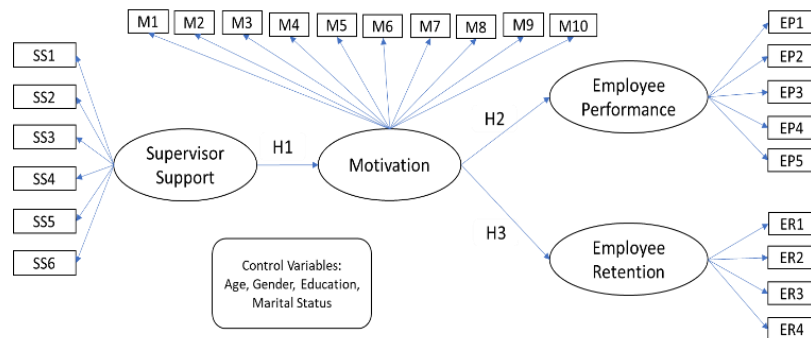 M1 M2 M3 M4 M5 M6 M7 M8 M9 M10
SS1
SS2
SS3
SS4
SS5
SS6
Supervisor
Support
H1
Motivation
H2
H3
Employee
Performance
EP1
EP2
EP3
EP4
EP5
Employee
Retention
ER1
ER2
ER3
ER4
Control Variables:
Age, Gender, Education,
Marital Status